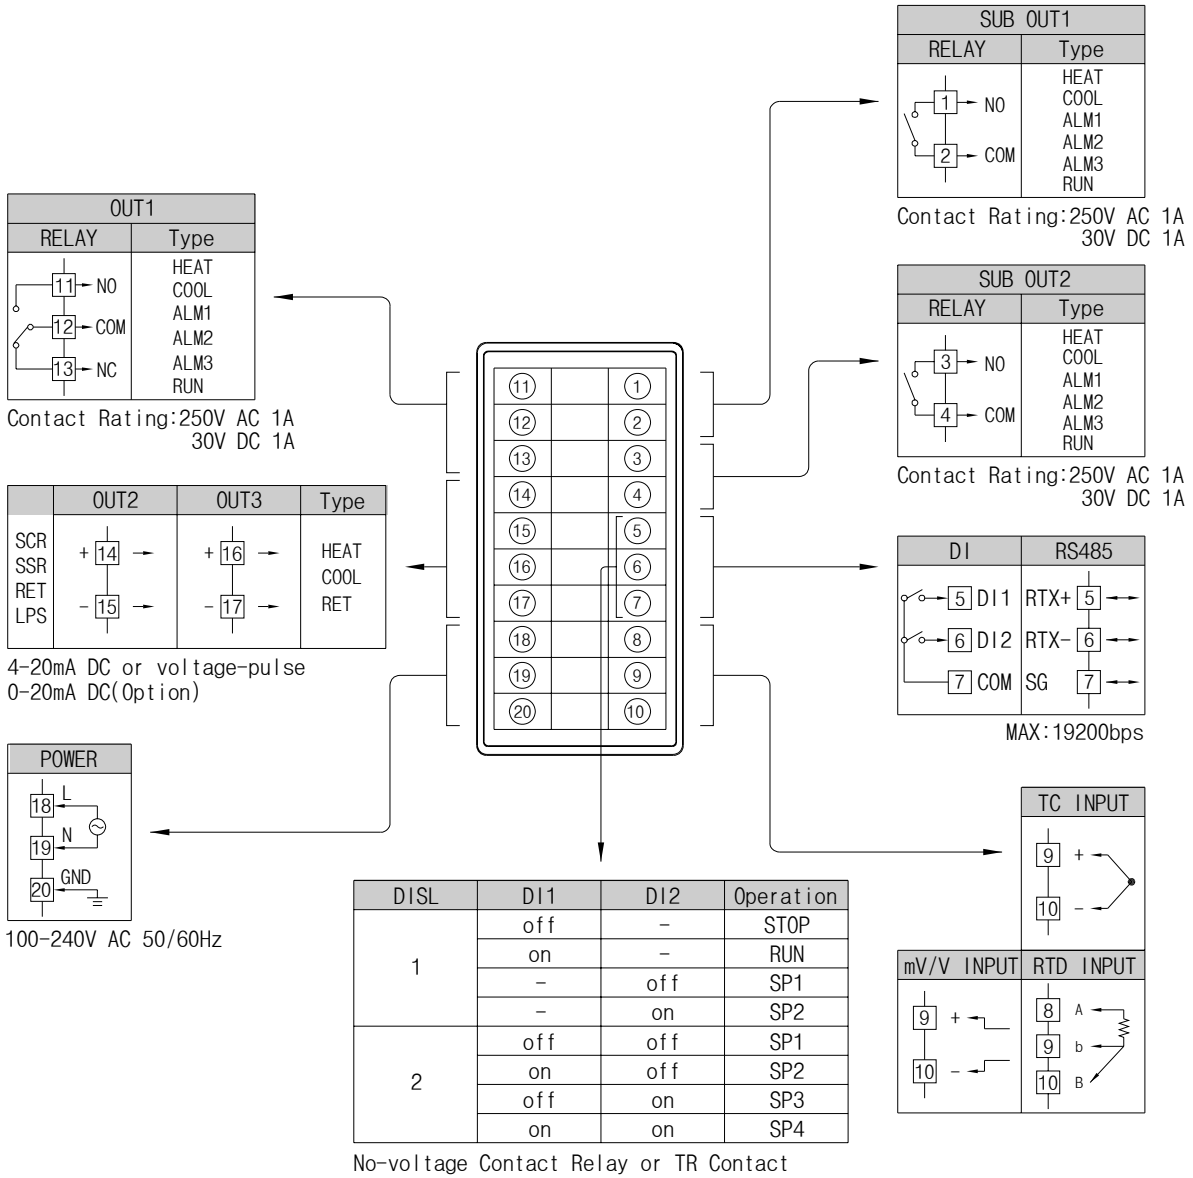 SUB OUT1
RELAY Type
1 NO
2 COM
HEAT
COOL
ALM1
ALM2
ALM3
RUN
Contact Rating:250V AC 1A
30V DC 1A
OUT1
RELAY Type
11 NO
12 COM
13 NC
HEAT
COOL
ALM1
ALM2
ALM3
RUN
Contact Rating:250V AC 1A
30V DC 1A
SUB OUT2
RELAY Type
3 NO
4 COM
HEAT
COOL
ALM1
ALM2
ALM3
RUN
Contact Rating:250V AC 1A
30V DC 1A
11 1
12 2
13 3
14 4
15 5
16 6
17 7
18 8
19 9
20 10
OUT2 OUT3 Type
SCR
SSR
RET
LPS
+ 14
- 15
+ 16
- 17
HEAT
COOL
RET
4-20mA DC or voltage-pulse
0-20mA DC(Option)
DI RS485
5 DI1 RTX+ 5
6 DI2 RTX- 6
7 COM SG 7
MAX:19200bps
POWER
18 L
19 N
20 GND
100-240V AC 50/60Hz
TC INPUT
9 +
10 -
mV/V INPUT RTD INPUT
9 +
10 -
8 A
9 b
10 B
DISL DI1 DI2 Operation
1
off - STOP
on - RUN
- off SP1
- on SP2
2
off off SP1
on off SP2
off on SP3
on on SP4
No-voltage Contact Relay or TR Contact